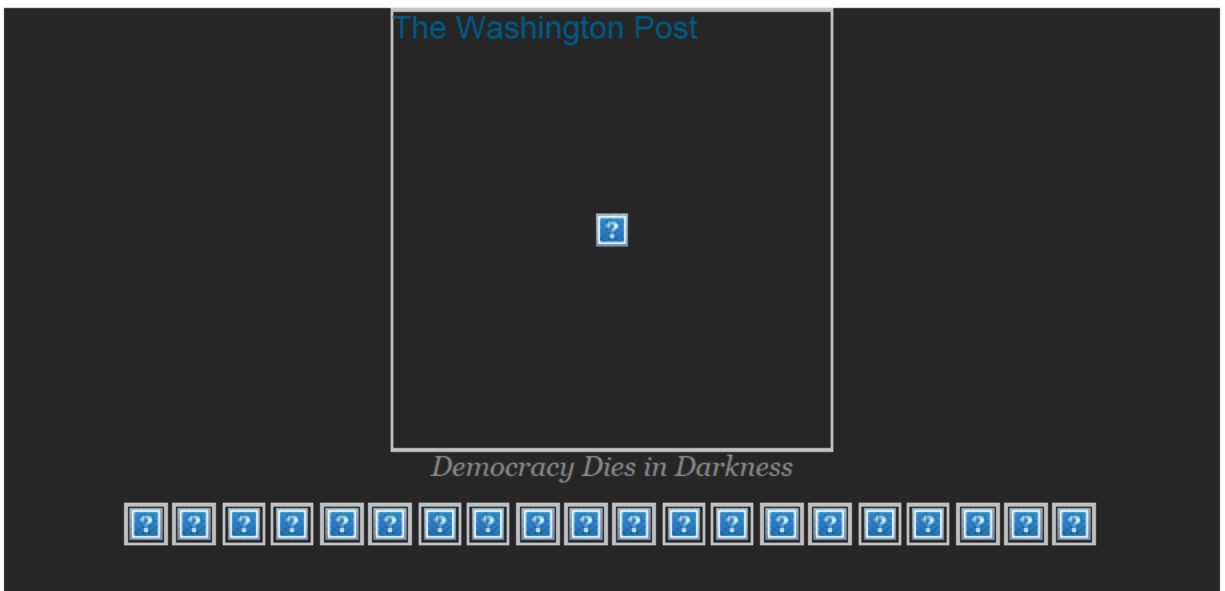 The Washington Post
?
Democracy Dies in Darkness
? ? ? ? ? ? ? ? ? ? ? ? ? ? ? ? ? ? ? ?